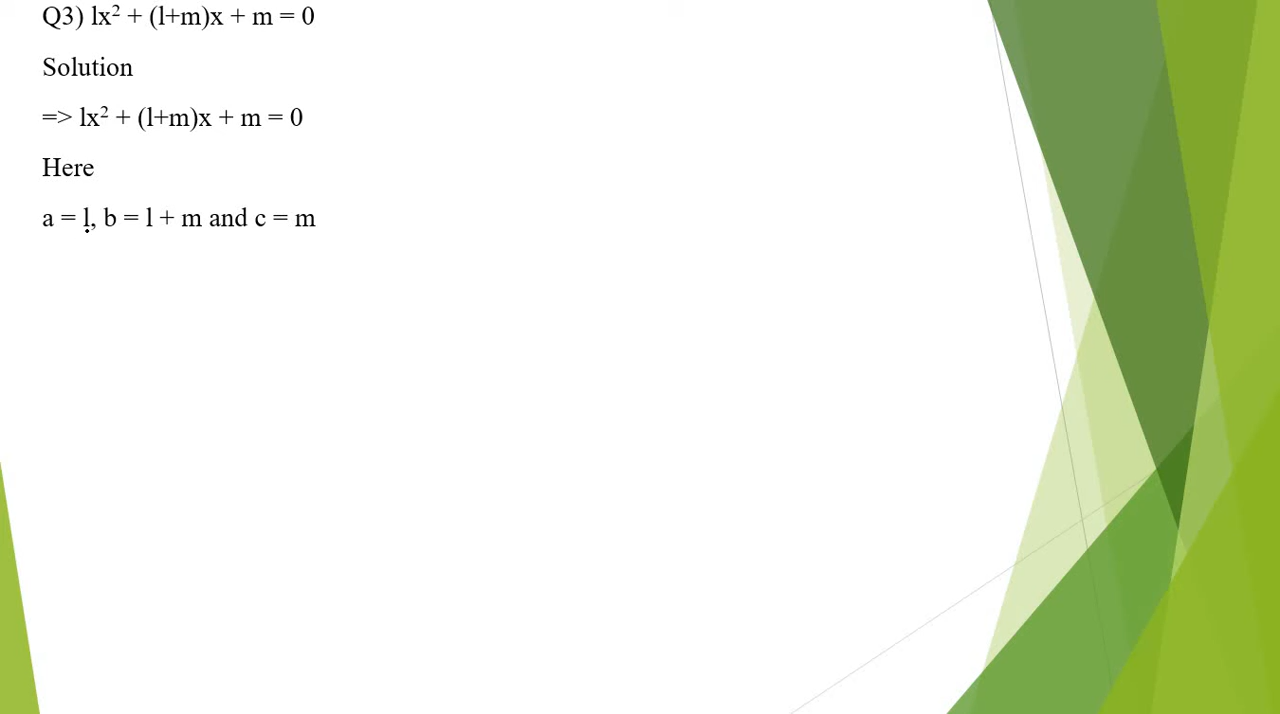 Q3) lx² + (l+m)x + m = 0
Solution
=> lx² + (l+m)x + m = 0
Here
a = l, b = l + m and c = m